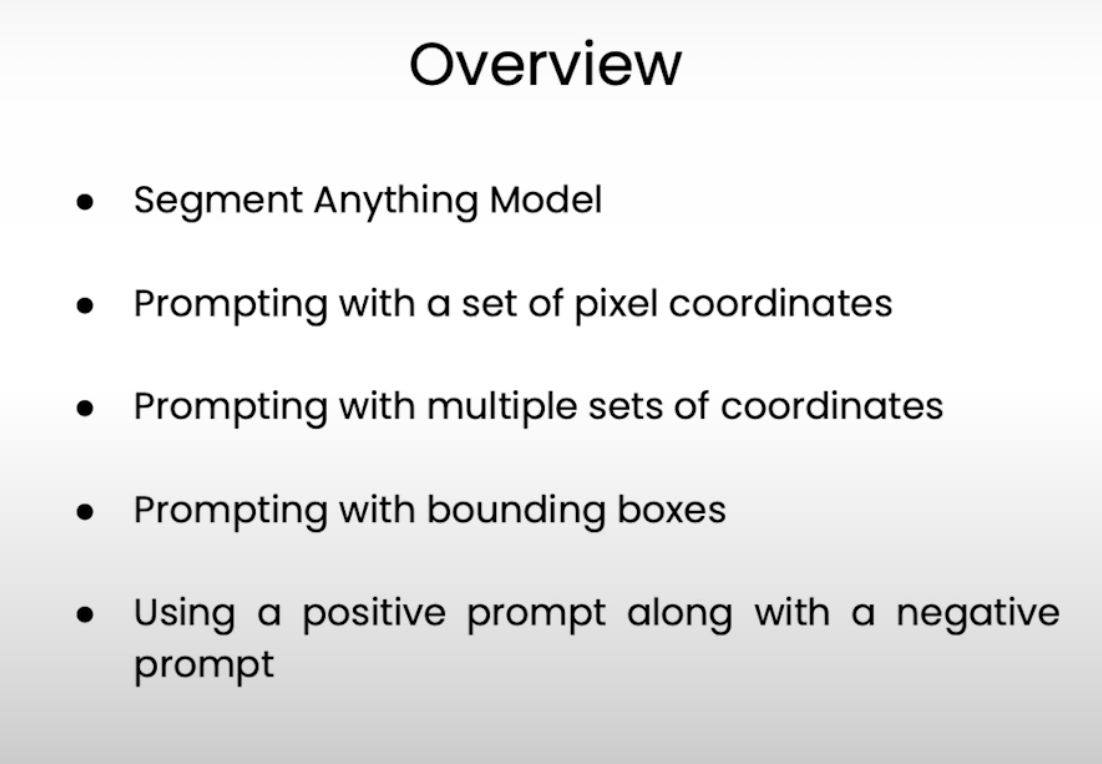 Overview
● Segment Anything Model
● Prompting with a set of pixel coordinates
● Prompting with multiple sets of coordinates
● Prompting with bounding boxes
● Using a positive prompt along with a negative
prompt